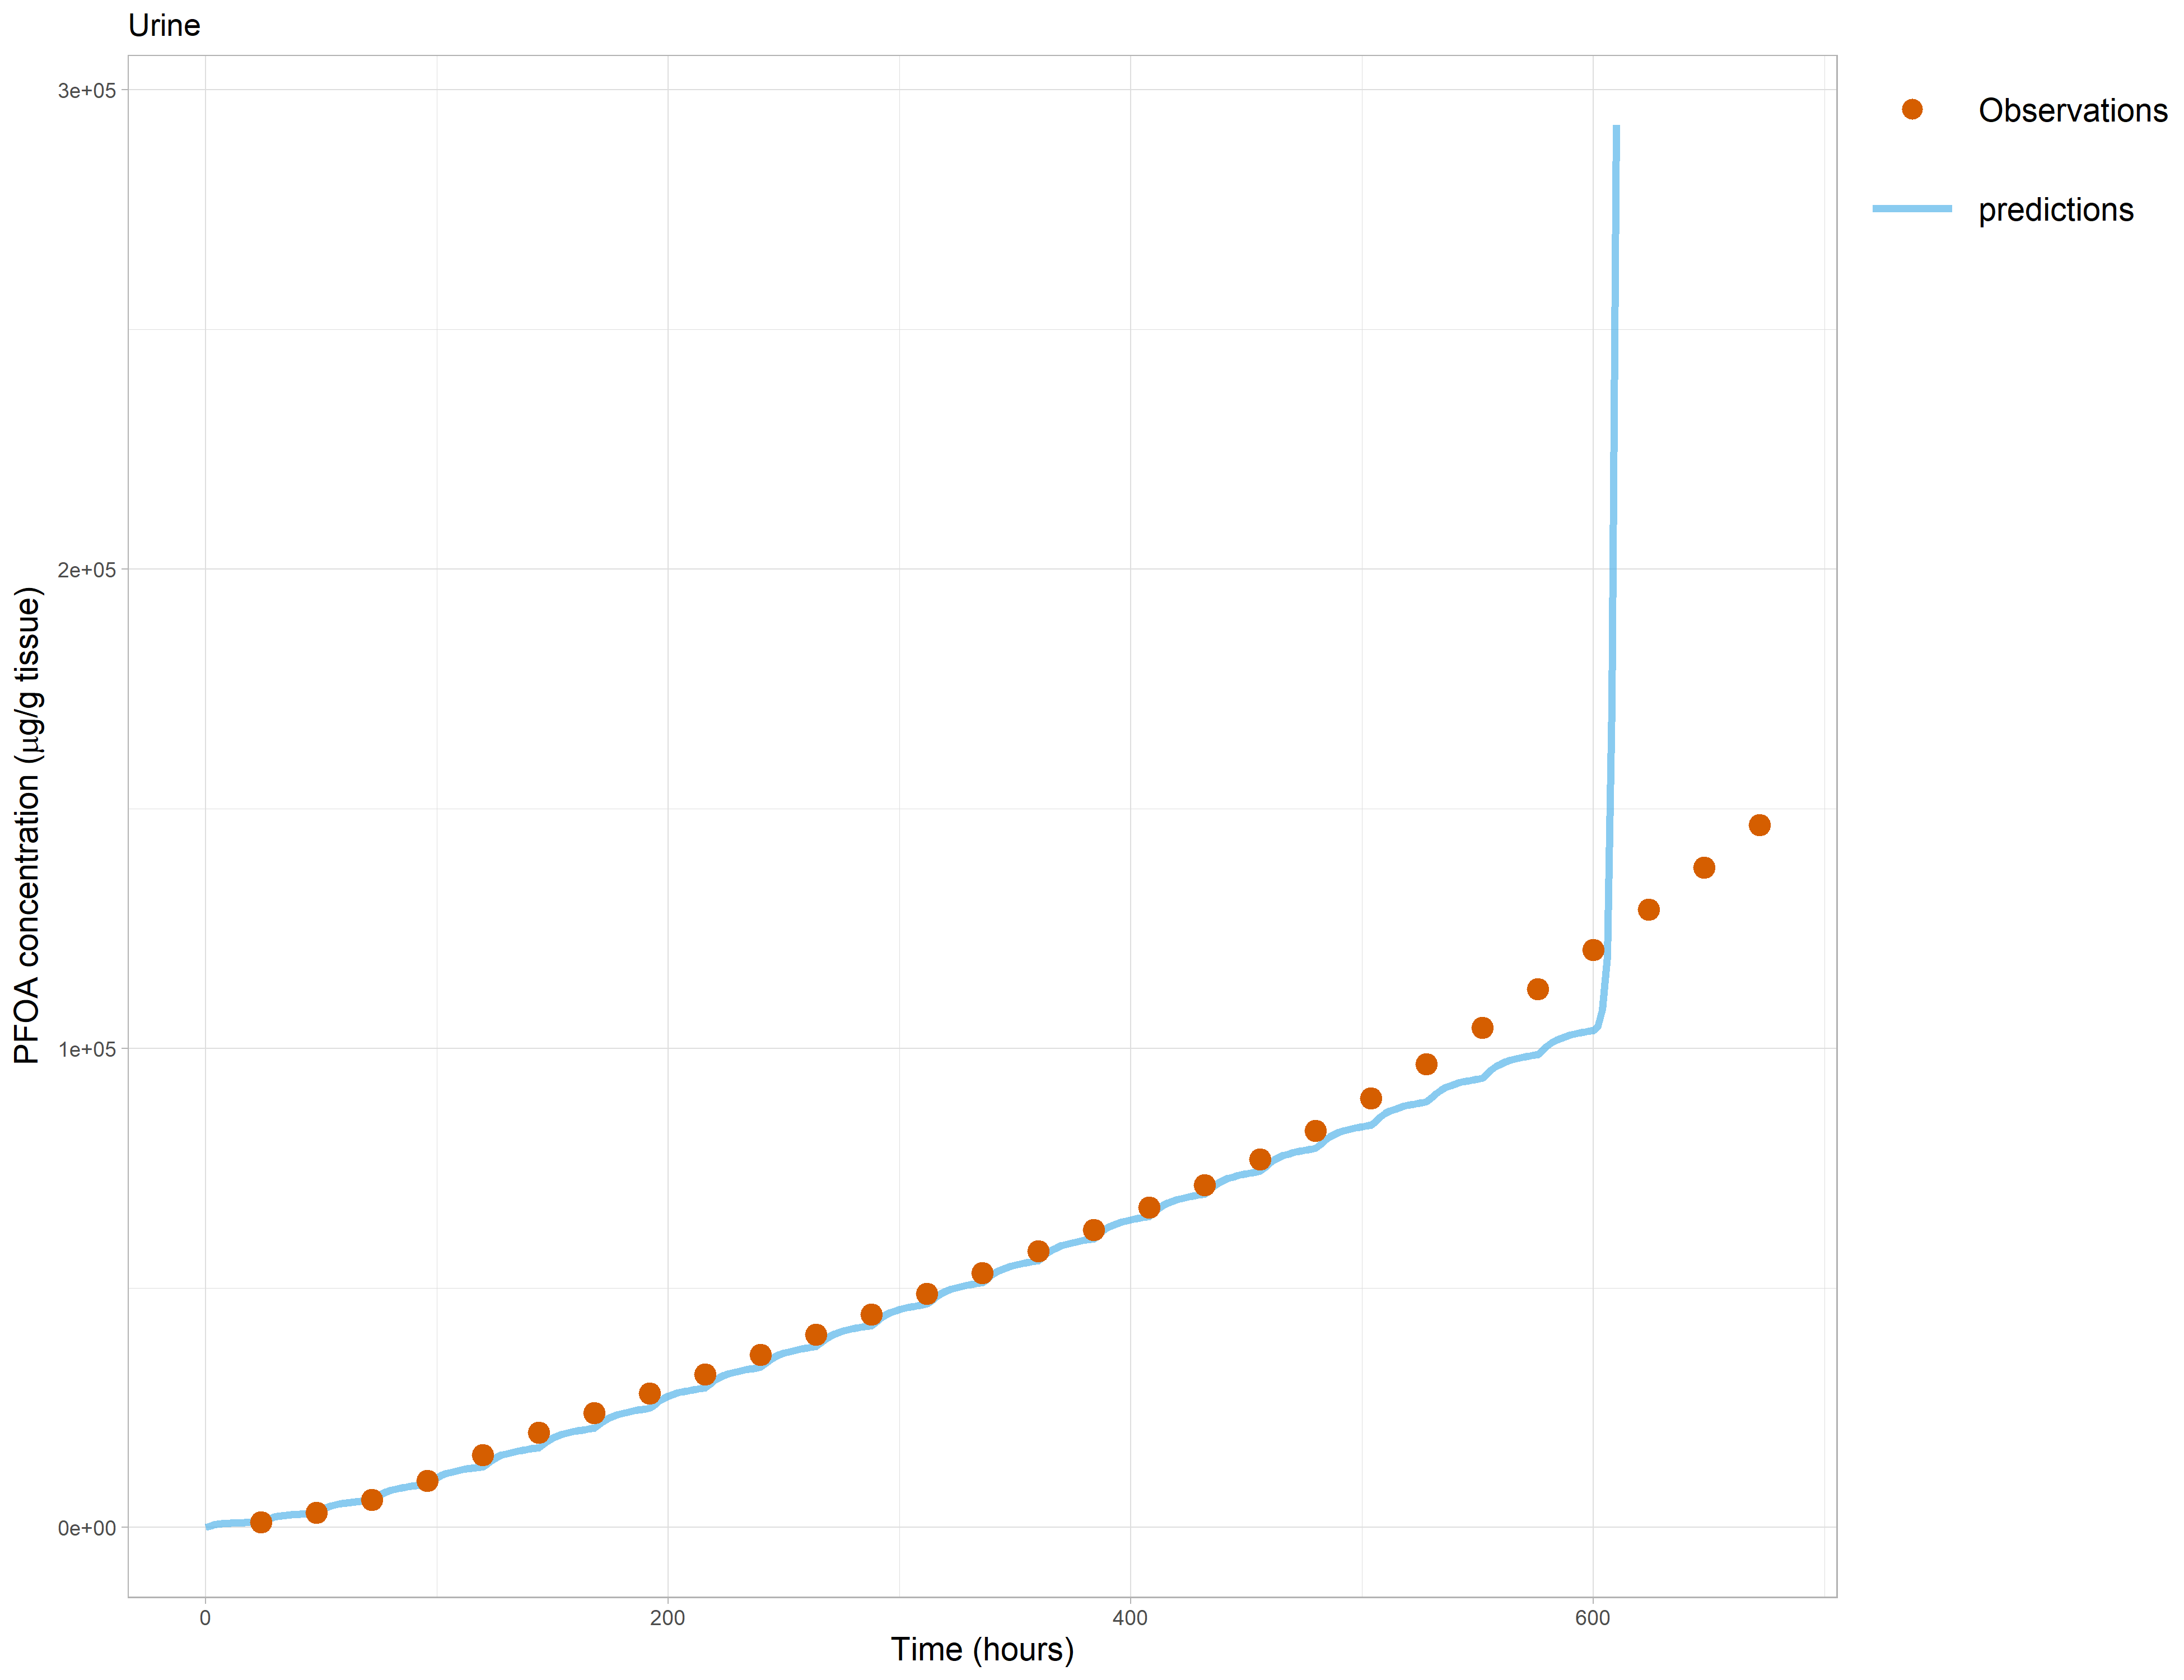 Urine
3e+05
2e+05
1e+05
0e+00
PFOA concentration (μg/g tissue)
0 200 400 600
Time (hours)
Observations
predictions